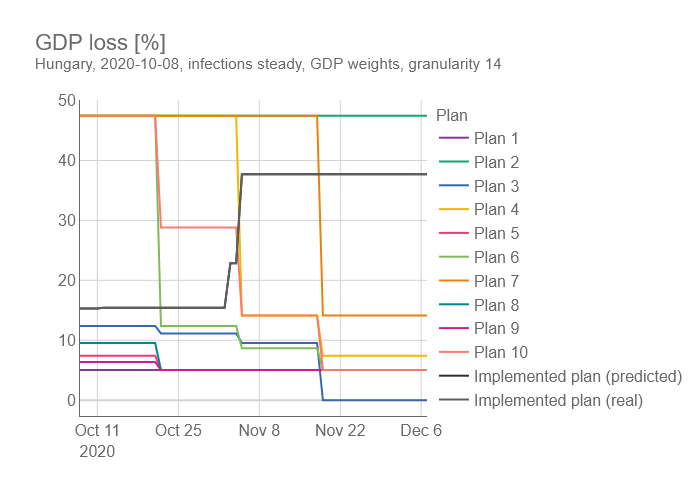 GDP loss [%]
Hungary, 2020-10-08, infections steady, GDP weights, granularity 14
50
40
30
20
10
0
Oct 11
2020
Oct 25
Nov 8
Nov 22
Dec 6
Plan
Plan 1
Plan 2
Plan 3
Plan 4
Plan 5
Plan 6
Plan 7
Plan 8
Plan 9
Plan 10
Implemented plan (predicted)
Implemented plan (real)